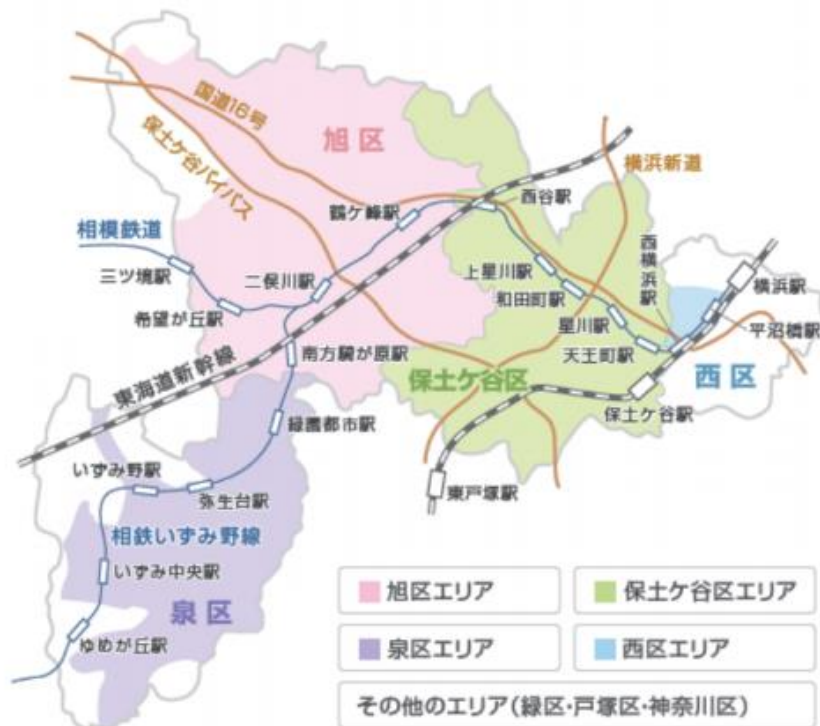 国道16号
保土ケ谷バイパス
旭区
横浜新道
西谷駅
鶴ケ峰駅
相模鉄道
三ツ境駅
希望が丘駅
二俣川駅
上星川駅
和田町駅
西横浜駅
横浜駅
星川駅
平沼橋駅
天王町駅
西区
南万騎が原駅
保土ケ谷区
保土ケ谷駅
東海道新幹線
緑園都市駅
いずみ野駅
弥生台駅
東戸塚駅
相鉄いずみ野線
いずみ中央駅
泉区
ゆめが丘駅
旭区エリア
保土ケ谷区エリア
泉区エリア
西区エリア
その他のエリア(緑区・戸塚区・神奈川区)